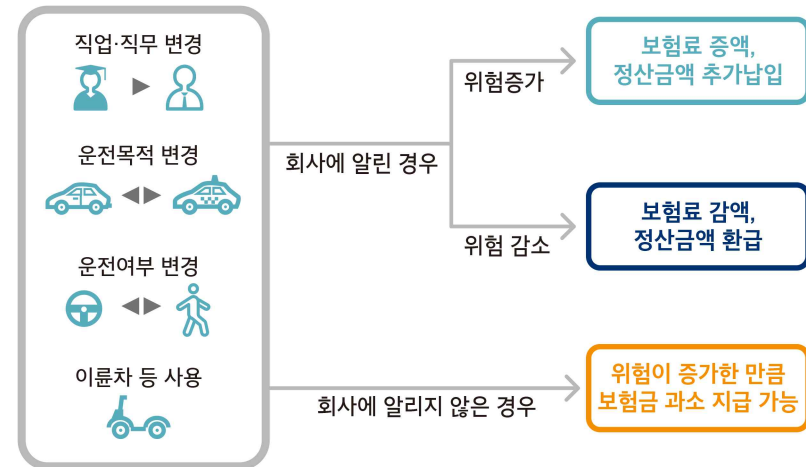 직업·직무 변경
운전목적 변경
운전여부 변경
이륜차 등 사용
회사에 알린 경우
위험증가
보험료 증액,
정산금액 추가납입
위험 감소
보험료 감액,
정산금액 환급
회사에 알리지 않은 경우
위험이 증가한 만큼
보험금 과소 지급 가능